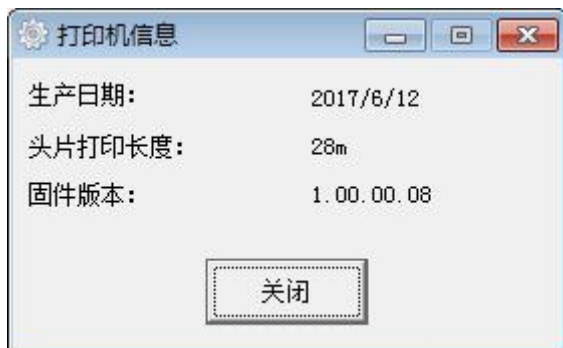 打印机信息
生产日期: 2017/6/12
头片打印长度: 28m
固件版本: 1.00.00.08
关闭